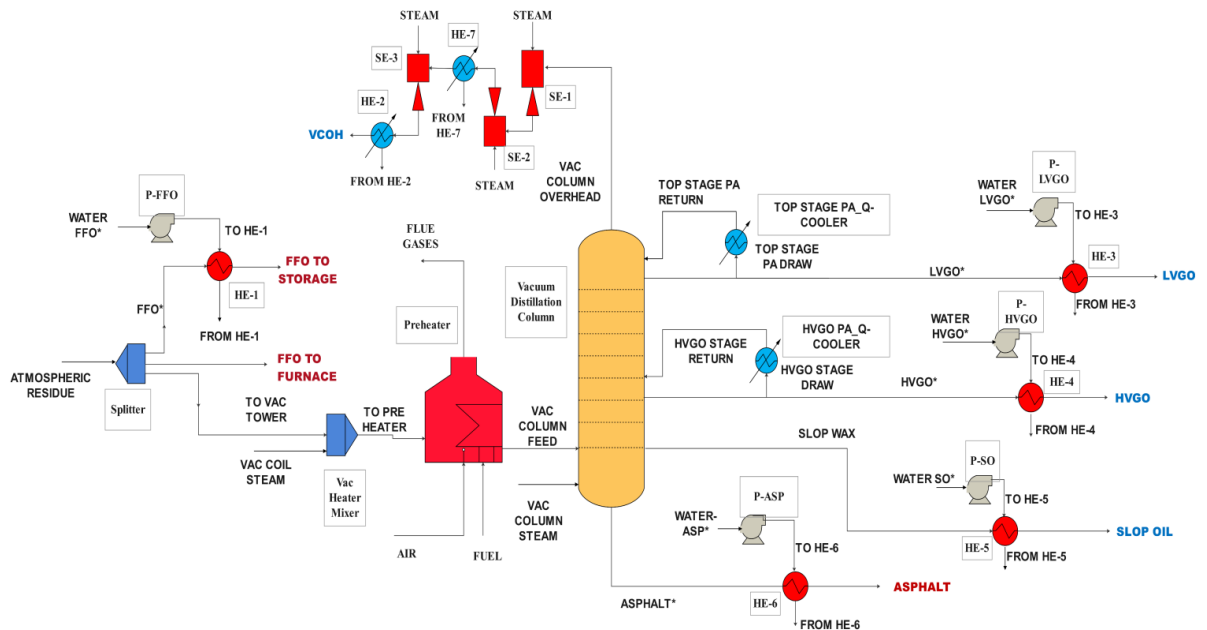 STEAM
STEAM
HE-7
SE-3
SE-1
HE-2
VCOH
FROM
HE-7
SE-2
FROM HE-2
STEAM
VAC
COLUMN
OVERHEAD
P-FFO
WATER
FFO*
TO HE-1
FFO TO
STORAGE
HE-1
FFO*
FROM HE-1
ATMOSPHERIC
RESIDUE
Splitter
FFO TO
FURNACE
TO VAC
TOWER
VAC COIL
STEAM
Vac
Heater
Mixer
TO PRE
HEATER
FLUE
GASES
Preheater
AIR
FUEL
VAC
COLUMN
FEED
VAC
COLUMN
STEAM
Vacuum
Distillation
Column
TOP STAGE PA
RETURN
TOP STAGE PA_Q-
COOLER
TOP STAGE
PA DRAW
LVGO*
WATER
LVGO*
P-
LVGO
TO HE-3
HE-3
LVGO
FROM HE-3
HVGO STAGE
RETURN
HVGO PA_Q-
COOLER
HVGO STAGE
DRAW
HVGO*
WATER
HVGO*
P-
HVGO
TO HE-4
HE-4
HVGO
FROM HE-4
SLOP WAX
WATER SO*
P-SO
TO HE-5
HE-5
SLOP OIL
FROM HE-5
P-ASP
WATER-
ASP*
TO HE-6
ASPHALT*
HE-6
ASPHALT
FROM HE-6